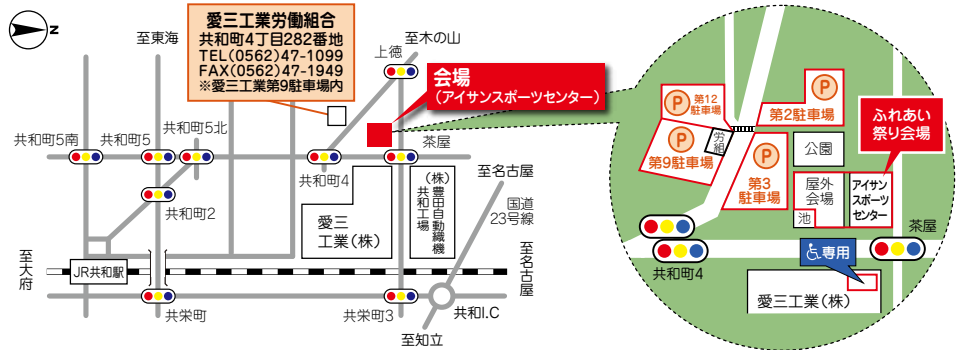 N
愛三工業労働組合
共和町4丁目282番地
TEL(0562)47-1099
FAX(0562)47-1949
※愛三工業第9駐車場内
至東海
至木の山
上徳
会場
(アイサンスポーツセンター)
共和町5南
共和町5
共和町5北
共和町4
茶屋
至名古屋
共和町2
国道
23号線
愛三
工業(株)
(株)豊田自動織機
共和工場
至大府
JR共和駅
至名古屋
共栄町
共栄町3
共和I.C
至知立
P
第12
駐車場
P
第2駐車場
ふれあい
祭り会場
P
第9駐車場
労組
P
第3
駐車場
公園
屋外
会場
池
アイサン
スポーツ
センター
茶屋
共和町4
専用
愛三工業(株)